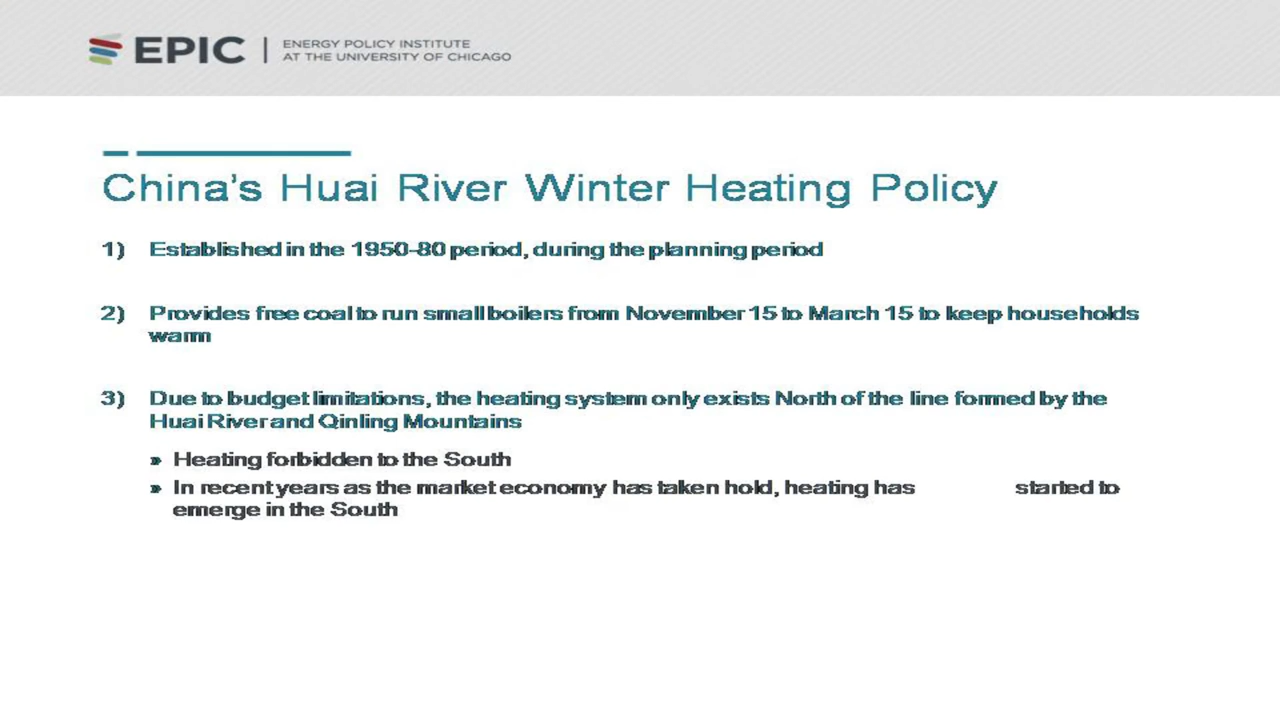 EPIC
ENERGY POLICY INSTITUTE
AT THE UNIVERSITY OF CHICAGO
China's Huai River Winter Heating Policy
1) Established in the 1950-80 period, during the planning period
2) Provides free coal to run small boilers from November 15 to March 15 to keep households
warm
3) Due to budget limitations, the heating system only exists North of the line formed by the
Huai River and Qinling Mountains
» Heating forbidden to the South
» In recent years as the market economy has taken hold, heating has started to
emerge in the South